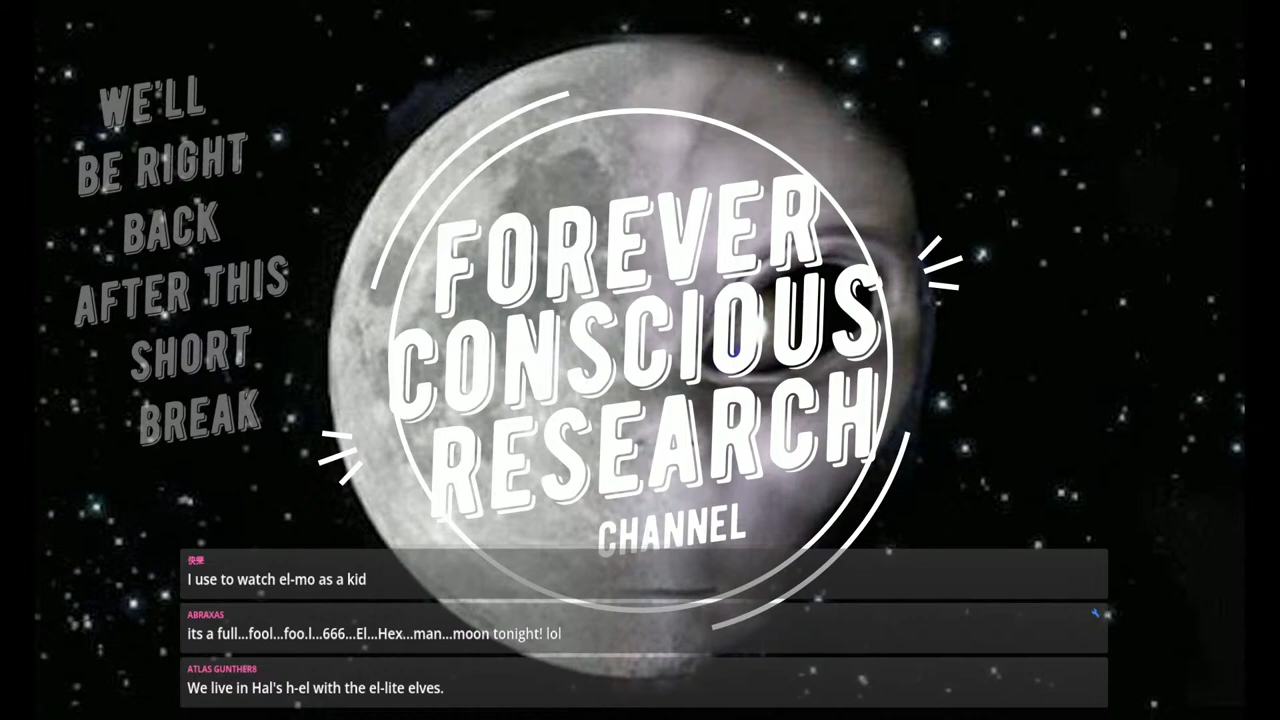 WE'LL
BE RIGHT
BACK
AFTER THIS
SHORT
BREAK
FOREVER
CONSCIOUS
RESEARCH
CHANNEL
快樂
I use to watch el-mo as a kid
ABRAXAS
its a full...fool...foo.l...666...El...Hex...man...moon tonight! lol
ATLAS GUNTHER8
We live in Hal's h-el with the el-lite elves.